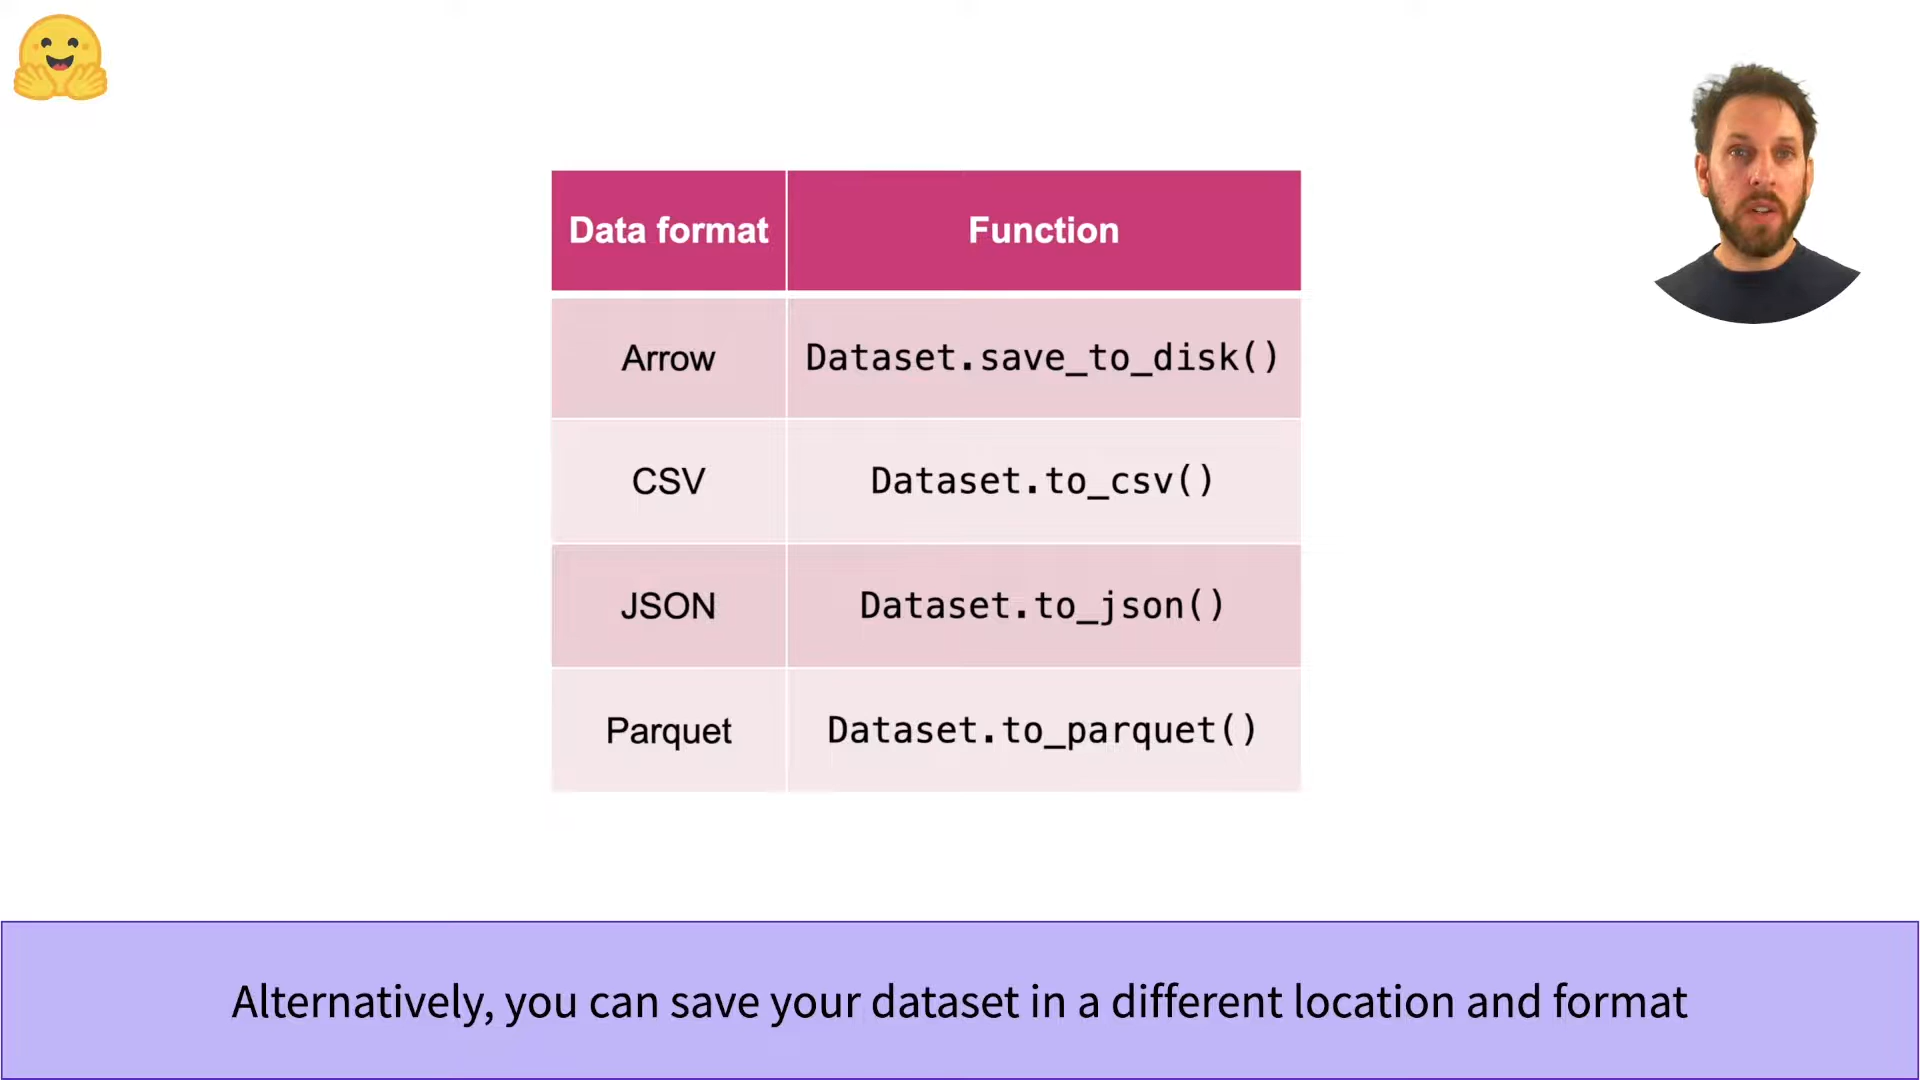 Data format Function
Arrow Dataset.save_to_disk()
CSV Dataset.to_csv()
JSON Dataset.to_json()
Parquet Dataset.to_parquet()
Alternatively, you can save your dataset in a different location and format